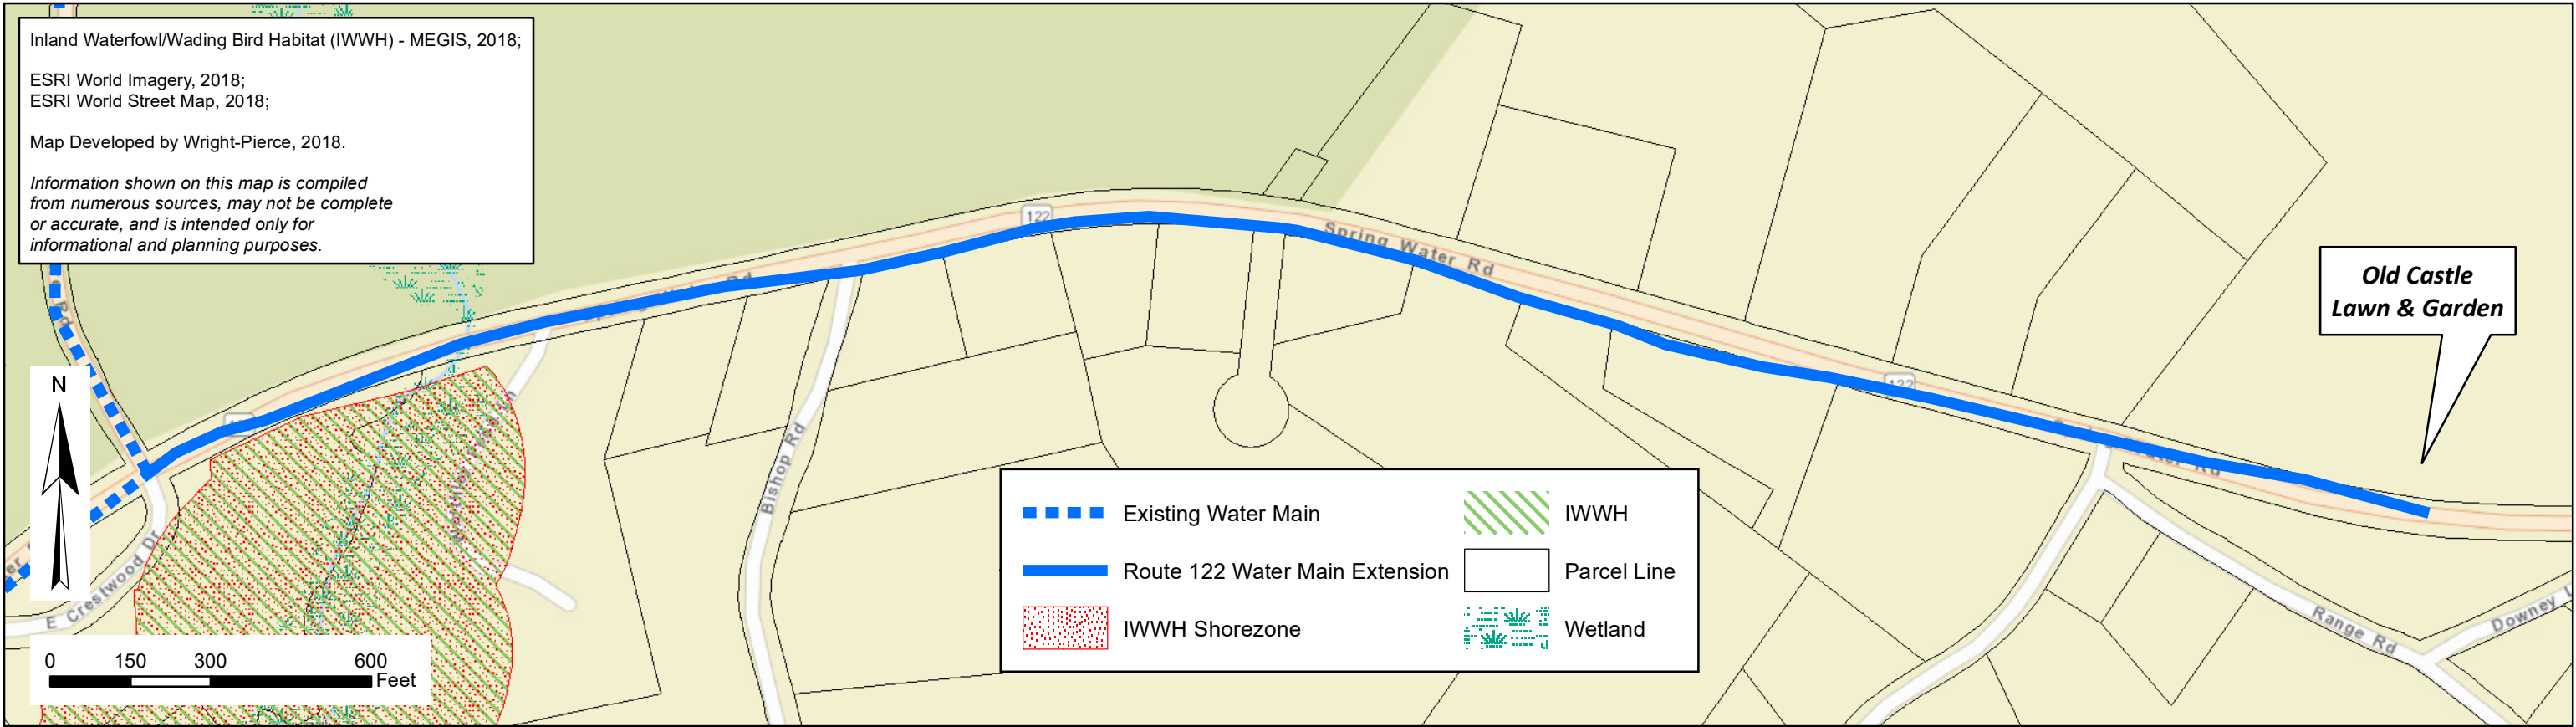 Inland Waterfowl/Wading Bird Habitat (IWWH) - MEGIS, 2018;
ESRI World Imagery, 2018;
ESRI World Street Map, 2018;
Map Developed by Wright-Pierce, 2018.
Information shown on this map is compiled
from numerous sources, may not be complete
or accurate, and is intended only for
informational and planning purposes.
122
Spring Water Rd
Rd
Rd
Old Castle
Lawn & Garden
N
122
Bishop Rd
E Crestwood Dr
Water Rd
Range Rd
Downey L
Existing Water Main
Route 122 Water Main Extension
IWWH Shorezone
IWWH
Parcel Line
Wetland
0 150 300 600
Feet